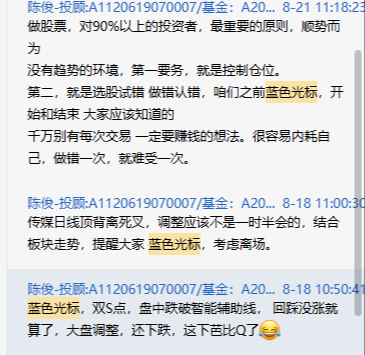 陈俊-投顾:A1120619070007/基金：A20... 8-21 11:18:23
做股票，对90%以上的投资者，最重要的原则，顺势而
为
没有趋势的环境，第一要务，就是控制仓位。
第二，就是选股试错 做错认错，咱们之前蓝色光标，开
始和结束 大家应该知道的
千万别有每次交易 一定要赚钱的想法。很容易内耗自
己，做错一次，就难受一次。
陈俊-投顾:A1120619070007/基金：A20... 8-18 11:00:30
传媒日线顶背离死叉，调整应该不是一时半会的，结合
板块走势，提醒大家 蓝色光标，考虑离场。
陈俊-投顾:A1120619070007/基金：A20... 8-18 10:50:41
蓝色光标，双S点，盘中跌破智能辅助线， 回踩没涨就
算了，大盘调整，还下跌，这下芭比Q了😂